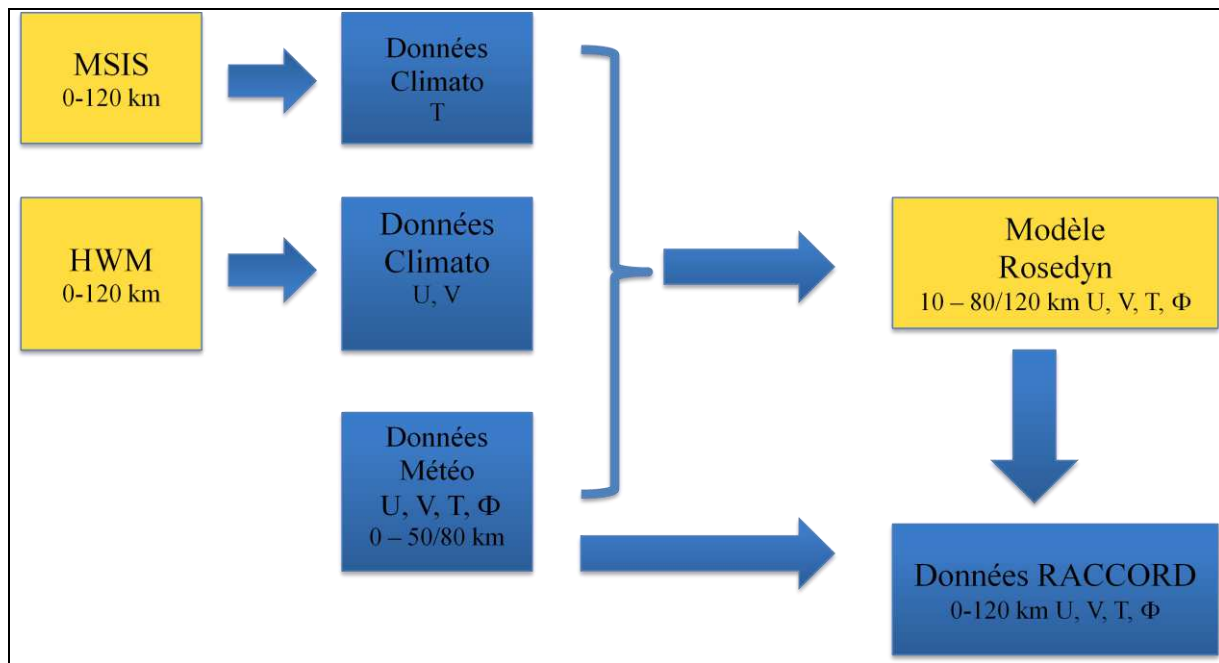 MSIS
0-120 km
Données
Climato
T
HWM
0-120 km
Données
Climato
U, V
Données
Météo
U, V, T, Φ
0 – 50/80 km
Modèle
Rosedyn
10 – 80/120 km U, V, T, Φ
Données RACCORD
0-120 km U, V, T, Φ